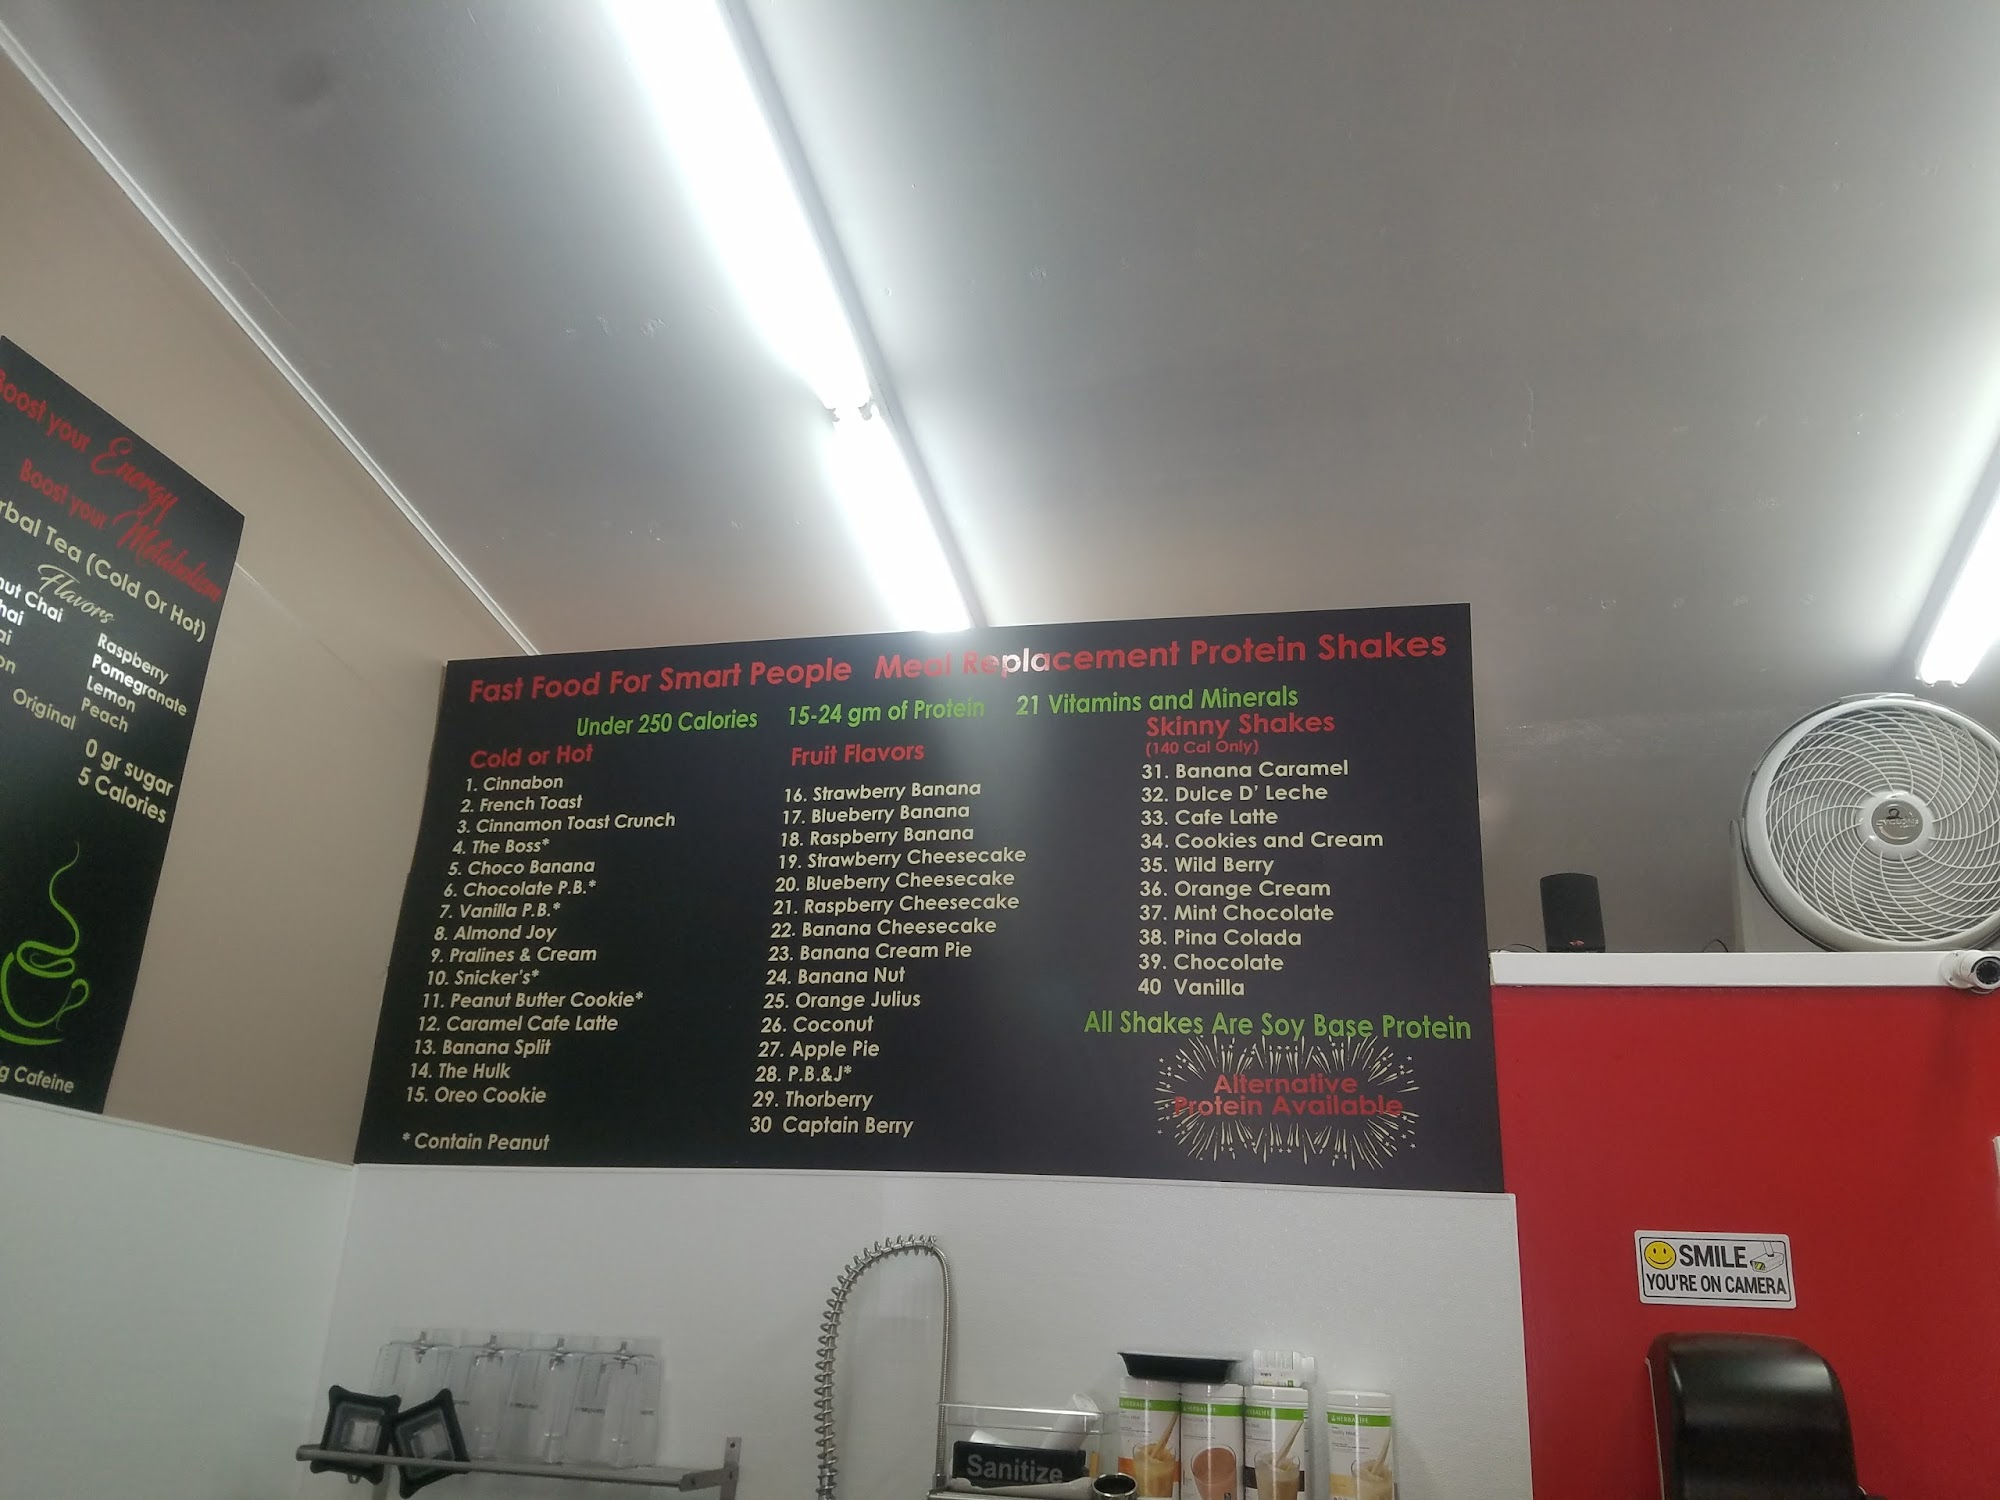 Boost your Energy
Boost your Metabolism
Tea (Cold Or Hot)
Flavors
Chai
Raspberry
Pomegranate
Lemon
Peach
Original
0 gr sugar
5 Calories
Cafeine
Fast Food For Smart People Meal Replacement Protein Shakes
Under 250 Calories 15-24 gm of Protein 21 Vitamins and Minerals
Cold or Hot
1. Cinnabon
2. French Toast
3. Cinnamon Toast Crunch
4. The Boss*
5. Choco Banana
6. Chocolate P.B.*
7. Vanilla P.B.*
8. Almond Joy
9. Pralines & Cream
10. Snicker's*
11. Peanut Butter Cookie*
12. Caramel Cafe Latte
13. Banana Split
14. The Hulk
15. Oreo Cookie
* Contain Peanut
Fruit Flavors
16. Strawberry Banana
17. Blueberry Banana
18. Raspberry Banana
19. Strawberry Cheesecake
20. Blueberry Cheesecake
21. Raspberry Cheesecake
22. Banana Cheesecake
23. Banana Cream Pie
24. Banana Nut
25. Orange Julius
26. Coconut
27. Apple Pie
28. P.B.&J*
29. Thorberry
30 Captain Berry
Skinny Shakes
(140 Cal Only)
31. Banana Caramel
32. Dulce D' Leche
33. Cafe Latte
34. Cookies and Cream
35. Wild Berry
36. Orange Cream
37. Mint Chocolate
38. Pina Colada
39. Chocolate
40 Vanilla
All Shakes Are Soy Base Protein
Alternative
Protein Available
SMILE
YOU'RE ON CAMERA
Sanitize
HERBALIFE
HERBALIFE
HERBALIFE
HERBALIFE